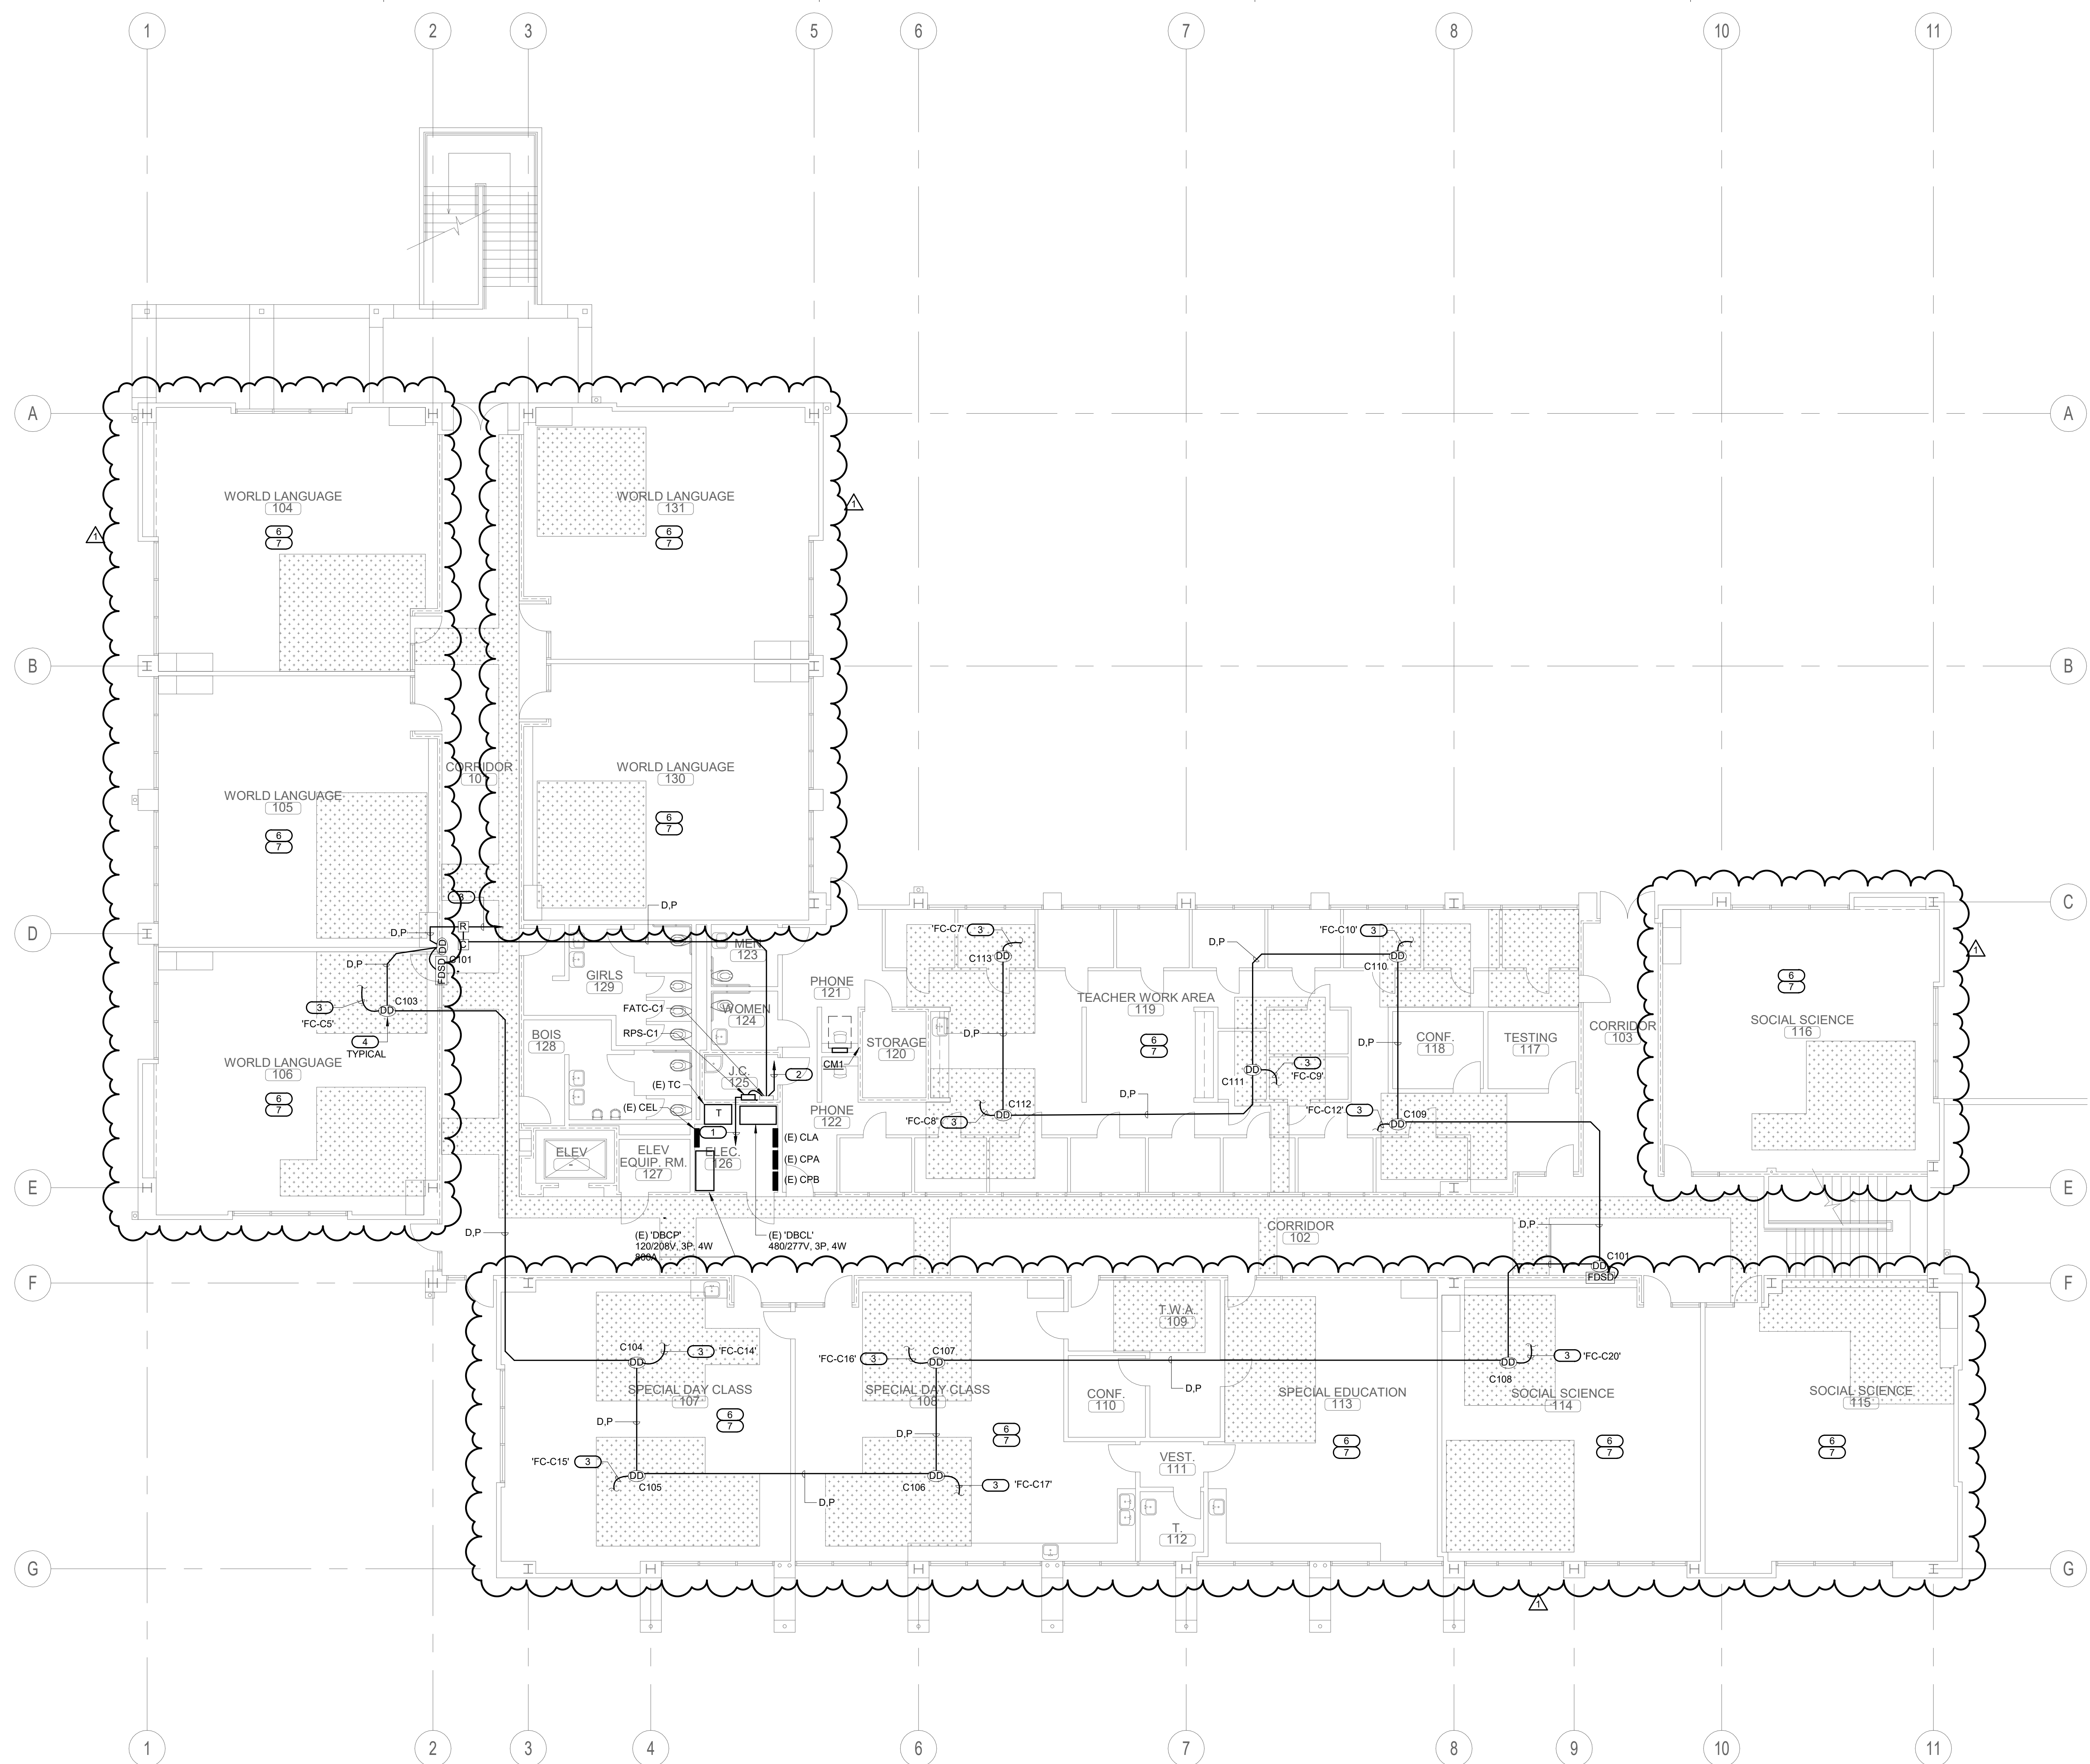 1
2
3
5
6
7
8
10
11
A
A
WORLD LANGUAGE
104
6
7
WORLD LANGUAGE
131
6
7
1
1
B
B
CORRIDOR
10
WORLD LANGUAGE
105
6
7
WORLD LANGUAGE
130
6
7
3
D,P
R
D,P
DD
C101
FDSD
D
C
C
D,P
C103
DD
3
'FC-C5'
4
TYPICAL
WORLD LANGUAGE
106
6
7
MEN
123
GIRLS
129
PHONE
121
FATC-C1
WOMEN
124
RPS-C1
BOIS
128
STORAGE
120
CM1
J.C.
125
2
(E) TC
T
(E) CEL
1
PHONE
122
(E) CLA
(E) CPA
(E) CPB
ELEV
ELEV
EQUIP. RM.
127
ELEC.
126
'FC-C7'
3
C113
DD
TEACHER WORK AREA
119
6
7
D,P
D,P
'FC-C10'
3
C110
DD
D,P
CONF.
118
TESTING
117
CORRIDOR
103
SOCIAL SCIENCE
116
6
7
1
C111
DD
3
'FC-C9'
D,P
'FC-C8'
3
C112
DD
'FC-C12'
3
C109
DD
E
E
CORRIDOR
102
D,P
D,P
(E) 'DBCP'
120/208V, 3P, 4W
800A
(E) 'DBCL'
480/277V, 3P, 4W
C101
DD
FDSD
F
F
T.W.A.
109
C104
DD
3
'FC-C14'
SPECIAL DAY CLASS
107
6
7
'FC-C16'
3
C107
DD
SPECIAL DAY CLASS
108
6
7
D,P
CONF.
110
SPECIAL EDUCATION
113
6
7
C108
DD
3
'FC-C20'
SOCIAL SCIENCE
114
6
7
SOCIAL SCIENCE
115
6
7
D,P
D,P
'FC-C15'
3
C105
DD
D,P
C106
DD
3
'FC-C17'
VEST.
111
T.
112
G
G
1
1
2
3
4
6
7
8
9
10
11